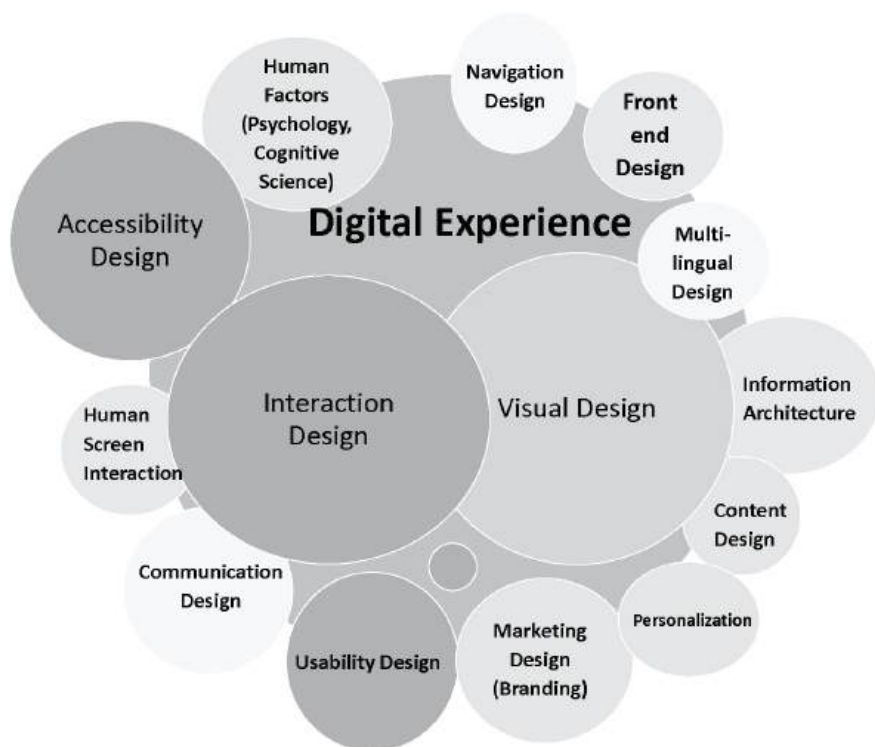 Human
Factors
(Psychology,
Cognitive
Science)
Navigation
Design
Front
end
Design
Accessibility
Design
Digital Experience
Multi-
lingual
Design
Interaction
Design
Visual Design
Information
Architecture
Human
Screen
Interaction
Content
Design
Communication
Design
Usability Design
Marketing
Design
(Branding)
Personalization